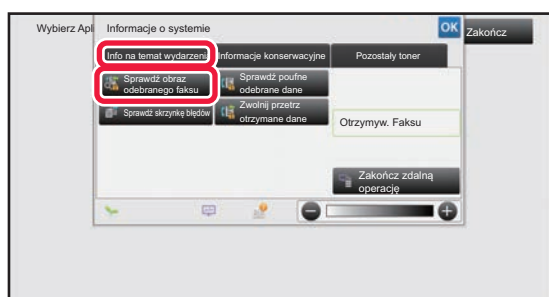 Wybierz Apl
Informacje o systemie
OK
Zakończ
Info na temat wydarzeni
Informacje konserwacyjne
Pozostały toner
Sprawdź obraz
odebranego faksu
Sprawdź poufne
odebrane dane
Sprawdź skrzynkę błędów
Zwolnij przetrz
otrzymane dane
Otrzymyw. Faksu
Zakończ zdalną
operację